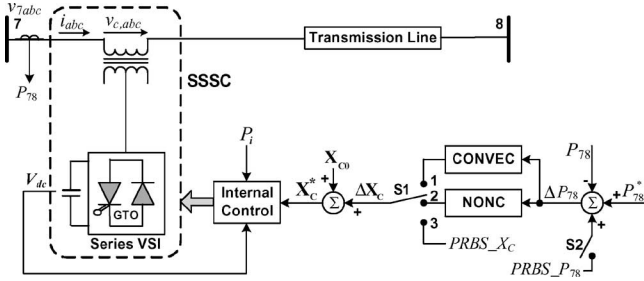 v7abc
7
iabc
vc,abc
8
Transmission Line
P78
SSSC
Pi
XC0
P78
Vdc
GTO
Series VSI
Internal Control
XC*
+
Σ
+
ΔXC
S1
1
2
3
CONVEC
NONC
PRBS_XC
ΔP78
-
Σ
+
P78*
+
S2
PRBS_P78